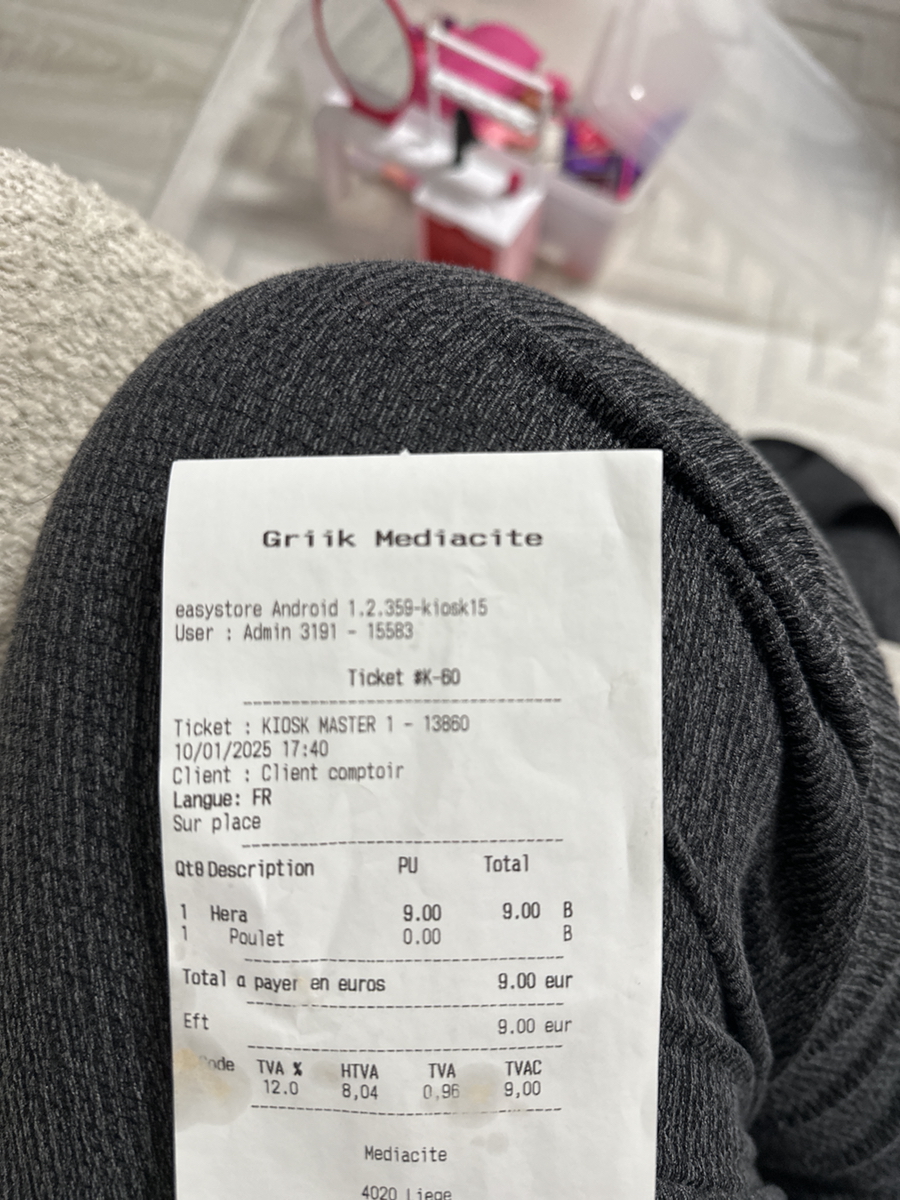 Griik Mediacite
easystore Android 1.2.359-kiosk15
User : Admin 3191 - 15583
Ticket #K-60
Ticket : KIOSK MASTER 1 - 13860
10/01/2025 17:40
Client : Client comptoir
Langue: FR
Sur place
Qt8 Description PU Total
1 Hera 9.00 9.00 B
1 Poulet 0.00 B
Total a payer en euros 9.00 eur
Eft 9.00 eur
Code TVA % HTVA TVA TVAC
12.0 8,04 0,96 9,00
Mediacite
4020 Liege